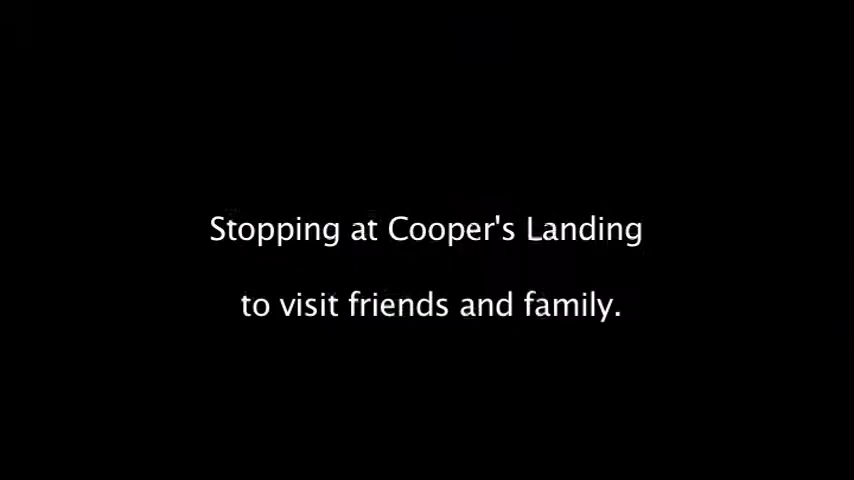 Stopping at Cooper's Landing
to visit friends and family.